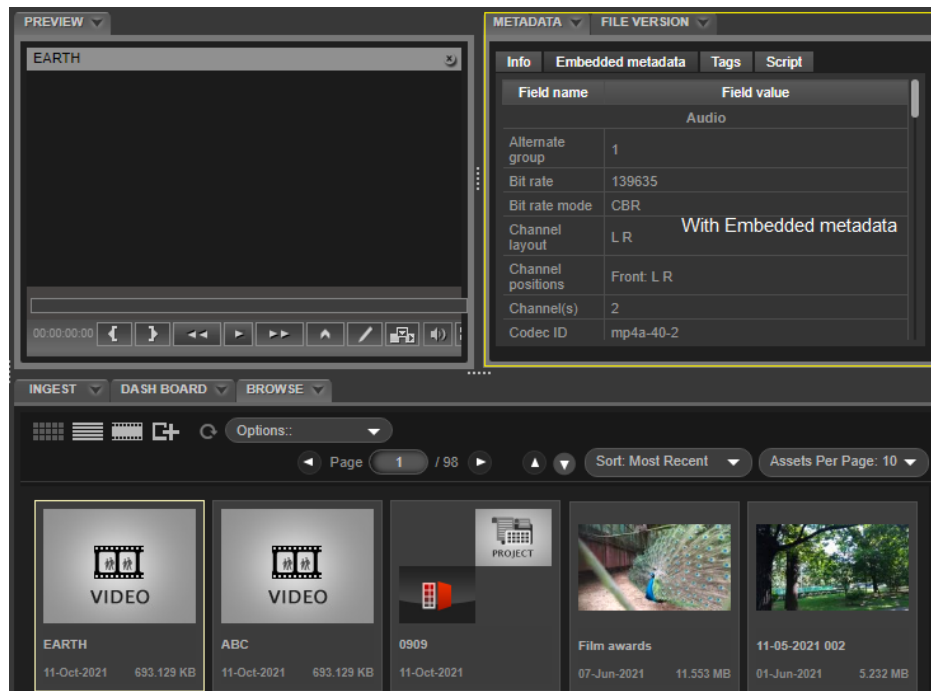 PREVIEW
EARTH
00:00:00:00
METADATA FILE VERSION
Info Embedded metadata Tags Script
Field name Field value
Audio
Alternate group 1
Bit rate 139635
Bit rate mode CBR
Channel layout L R
Channel positions Front: L R
Channel(s) 2
Codec ID mp4a-40-2
With Embedded metadata
INGEST DASH BOARD BROWSE
Options::
Page 1 / 98
Sort: Most Recent
Assets Per Page: 10
VIDEO
EARTH
11-Oct-2021 693.129 KB
VIDEO
ABC
11-Oct-2021 693.129 KB
PROJECT
0909
11-Oct-2021
Film awards
07-Jun-2021 11.553 MB
11-05-2021 002
01-Jun-2021 5.232 MB